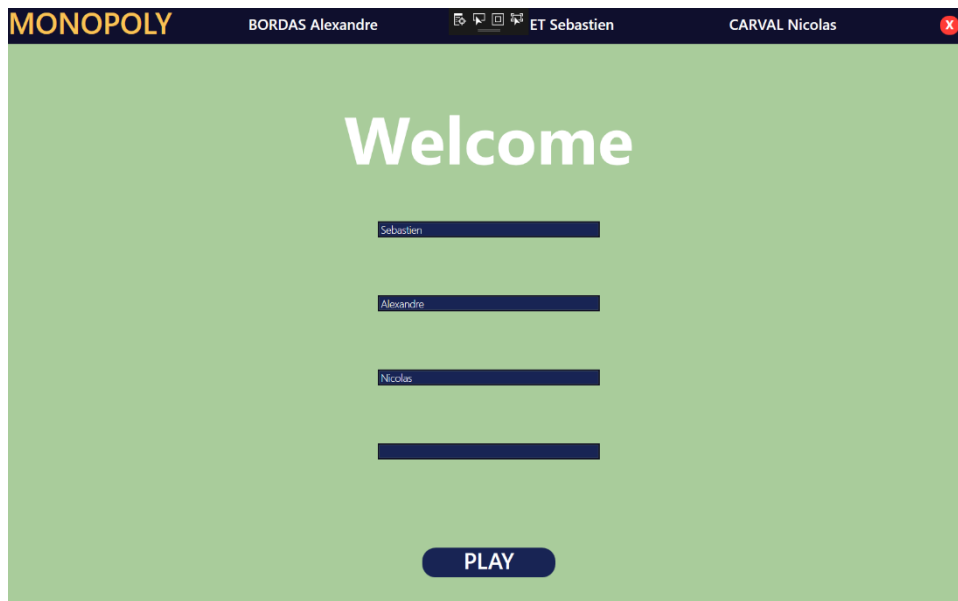 MONOPOLY BORDAS Alexandre ET Sebastien CARVAL Nicolas X
Welcome
Sebastien
Alexandre
Nicolas
PLAY